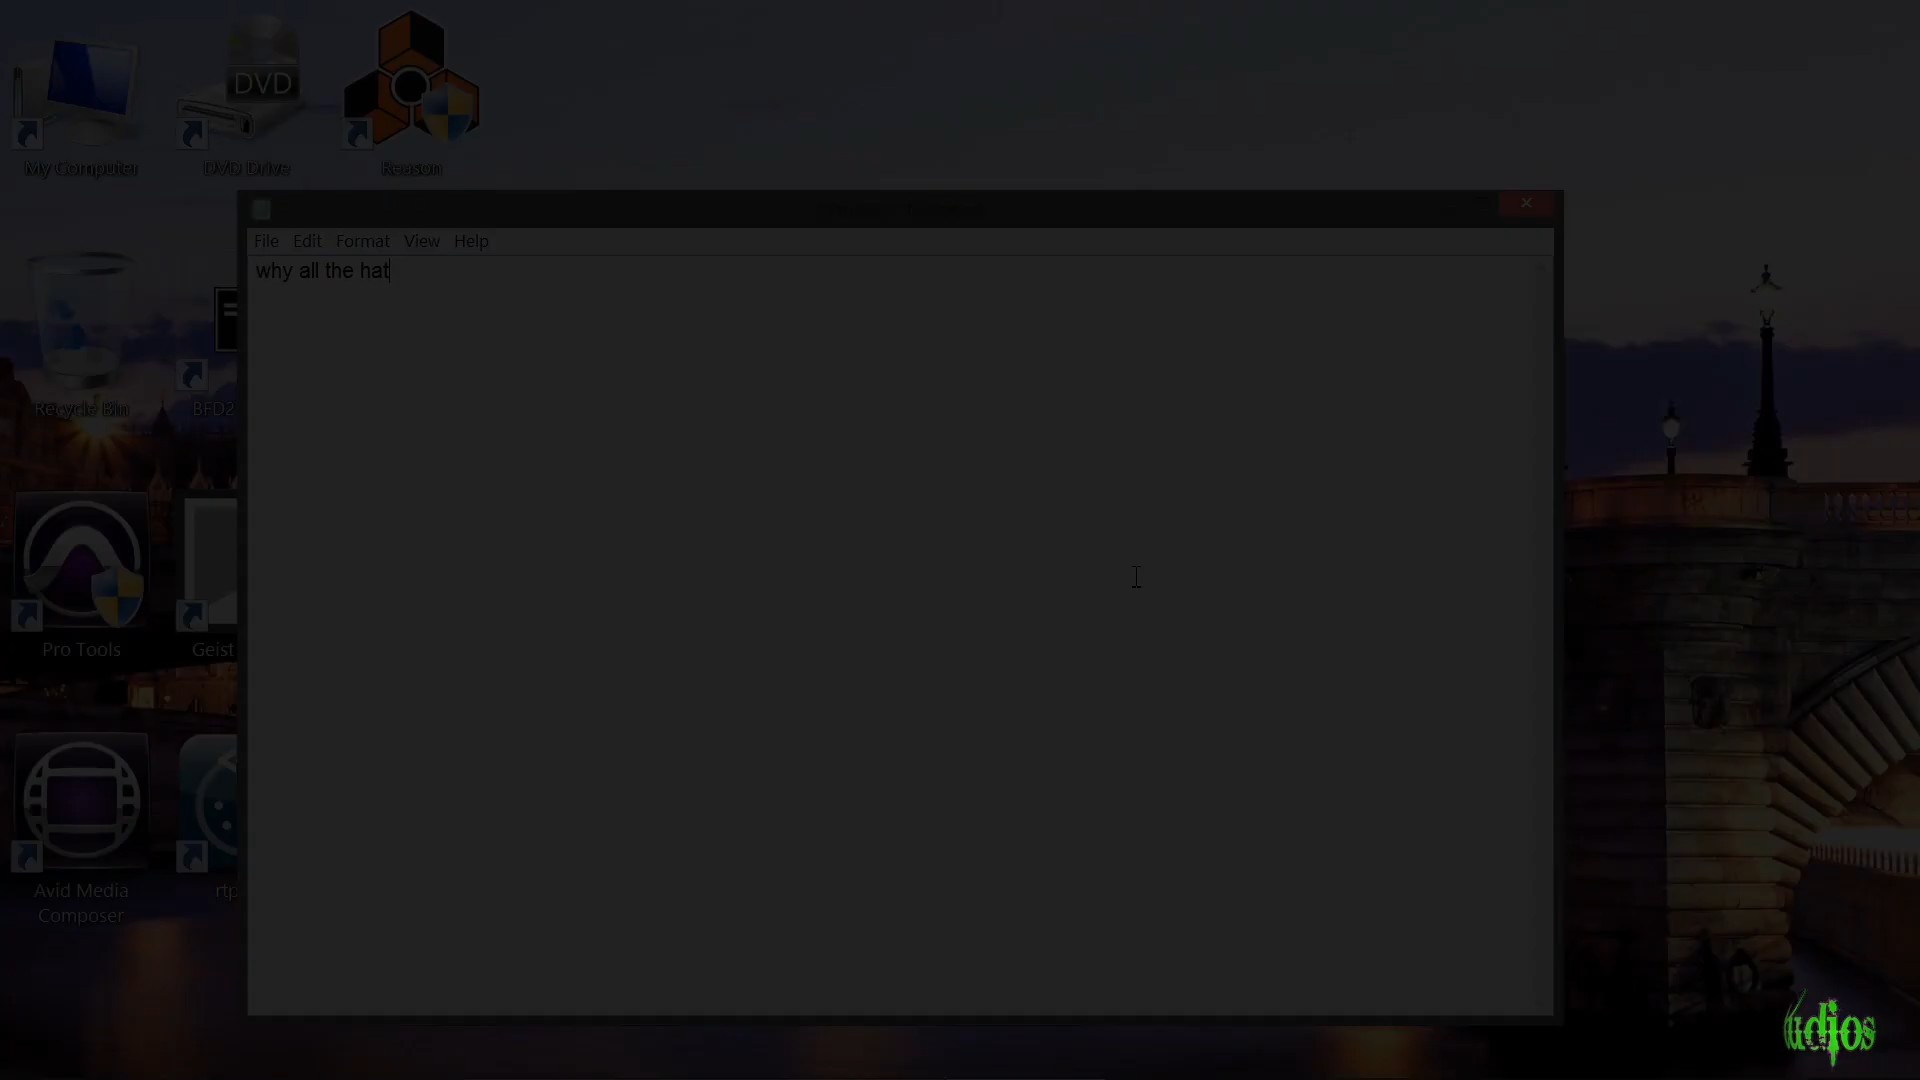 DVD
My Computer
DVD Drive
Reason
File Edit Format View Help
why all the hat
Recycle Bin
BFD2
Pro Tools
Geist
Avid Media
Composer
rtp
udios